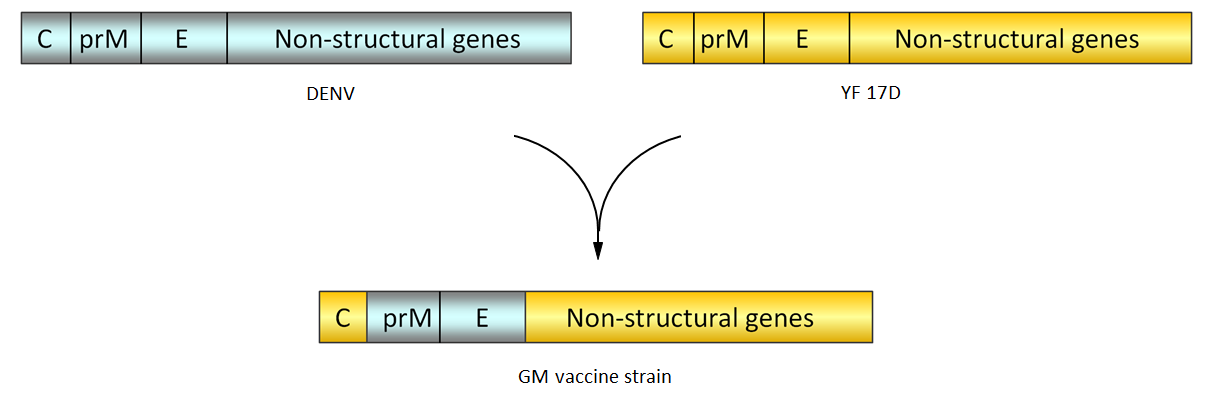 C prM E Non-structural genes
C prM E Non-structural genes
DENV
YF 17D
C prM E Non-structural genes
GM vaccine strain